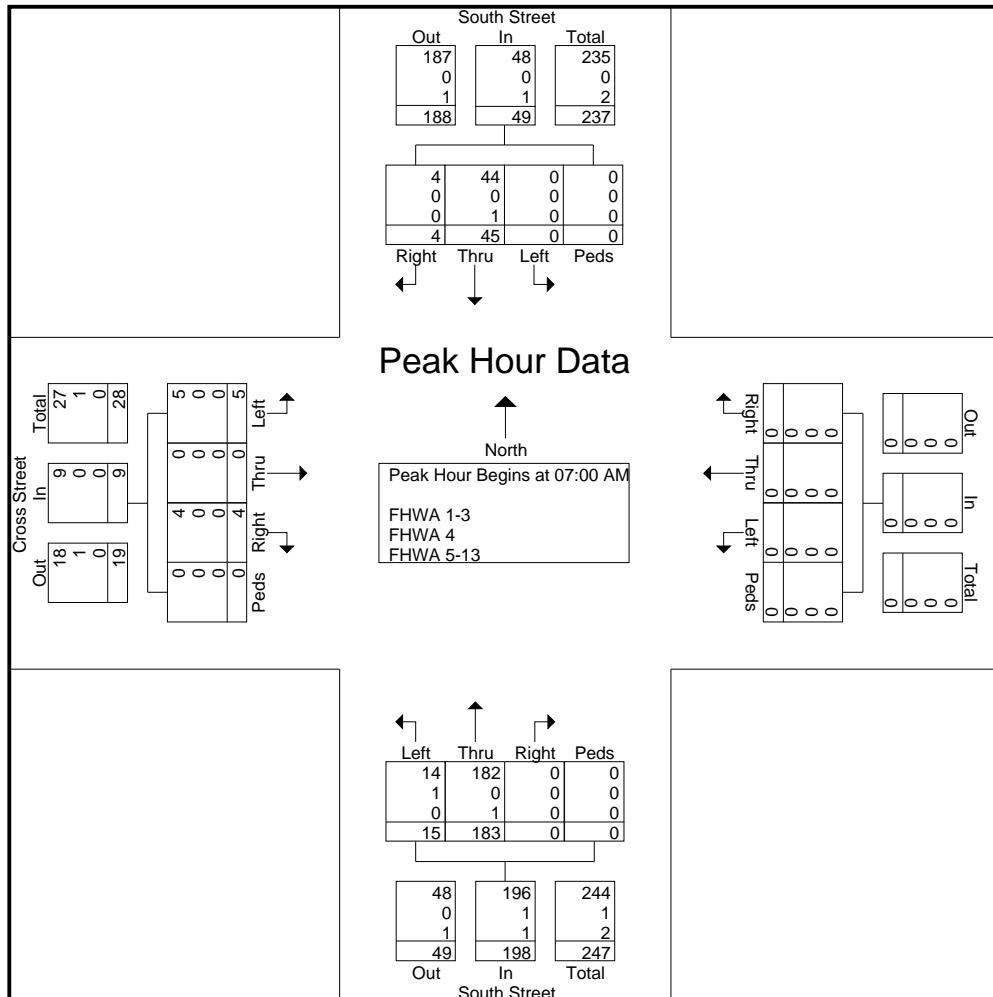 South Street
Out In Total
187 48 235
0 0 0
1 1 2
188 49 237
4 44 0 0
0 0 0 0
0 1 0 0
4 45 0 0
Right Thru Left Peds
Peak Hour Data
North
Peak Hour Begins at 07:00 AM
FHWA 1-3
FHWA 4
FHWA 5-13
Cross Street
Out In Total
18 9 27
1 0 1
0 0 0
19 9 28
0 4 0 5
0 0 0 0
0 0 0 0
0 4 0 5
Peds Right Thru Left
Right Thru Left Peds
0 0 0 0
0 0 0 0
0 0 0 0
0 0 0 0
Out In Total
0 0 0
0 0 0
0 0 0
0 0 0
Left Thru Right Peds
14 182 0 0
1 0 0 0
0 1 0 0
15 183 0 0
48 196 244
0 1 1
1 1 2
49 198 247
Out In Total
South Street